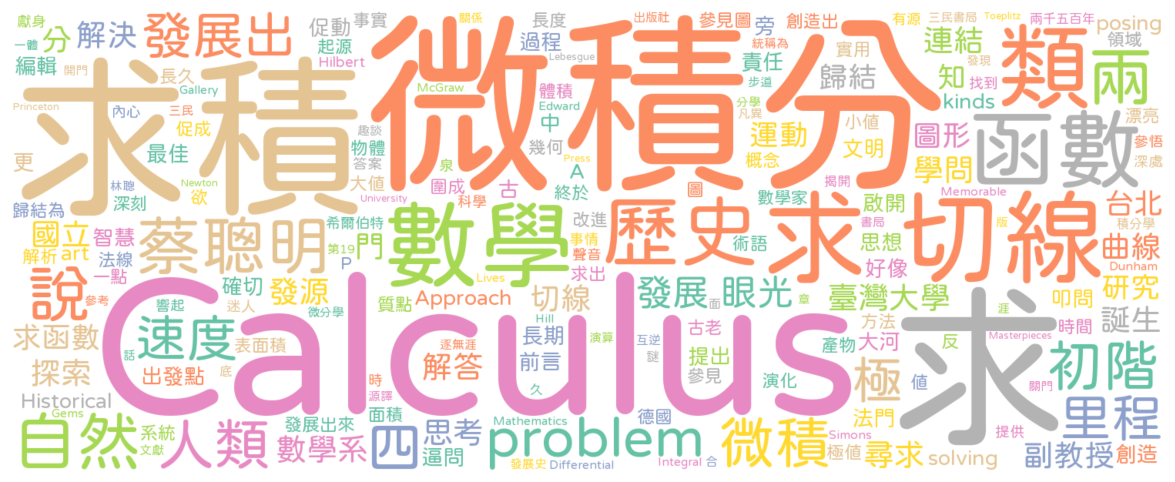 獻身
促動
事實
關係
長度
出版社
參見圖
旁
創造出
有源
三民書局
Toeplitz
兩千五百年
posing
一體
分
解決
發展出
起源
過程
統稱為
實用
連結
發現
領域
編輯
Hilbert
Lebesgue
責任
歸結
知
找到
類
兩
開門
長久
Gallery
McGraw
體積
步道
kinds
漂亮
Princeton
三民
內心
求積
微積分
Edward
中
分學
凡異
運動
小值
圖形
函數
參悟
促成
趣談
物體
幾何
概念
文明
學問
深處
更
最佳
答案
A
林聰
深刻
欲
Newton
大值
泉
圍成
古
Press
圖
數學家
揭開
Memorable
歸結為
University
科學
終於
書局
版
台北
國立
智慧
蔡聰明
希爾伯特
數學
改進
歷史
求
啟開
切線
積分學
解析
art
法線
第19
門
事情
術語
思想
曲線
一點
P
Lives
聲音
好像
Dunham
說
確切
發源
質點
求出
發展
眼光
臺灣大學
研究
參考
響起
迷人
Approach
切線
面
章
叩問
Calculus
微分學
Hill
演算
互逆
涯
誕生
求函數
速度
表面積
逐無涯
長期
古老
方法
求
時間
話
解答
前言
謎
提出
產物
大河
反
Masterpieces
初階
探索
出發點
底
時
源譯
參見
演化
極
值
關門
Historical
Gems
發展出來
面積
久
德國
法門
里程
自然
人類
四
思考
Mathematics
problem
微積
Simons
提供
系統
數學系
逼問
極值
尋求
副教授
創造
文獻
發展史
Differential
Integral
合
solving